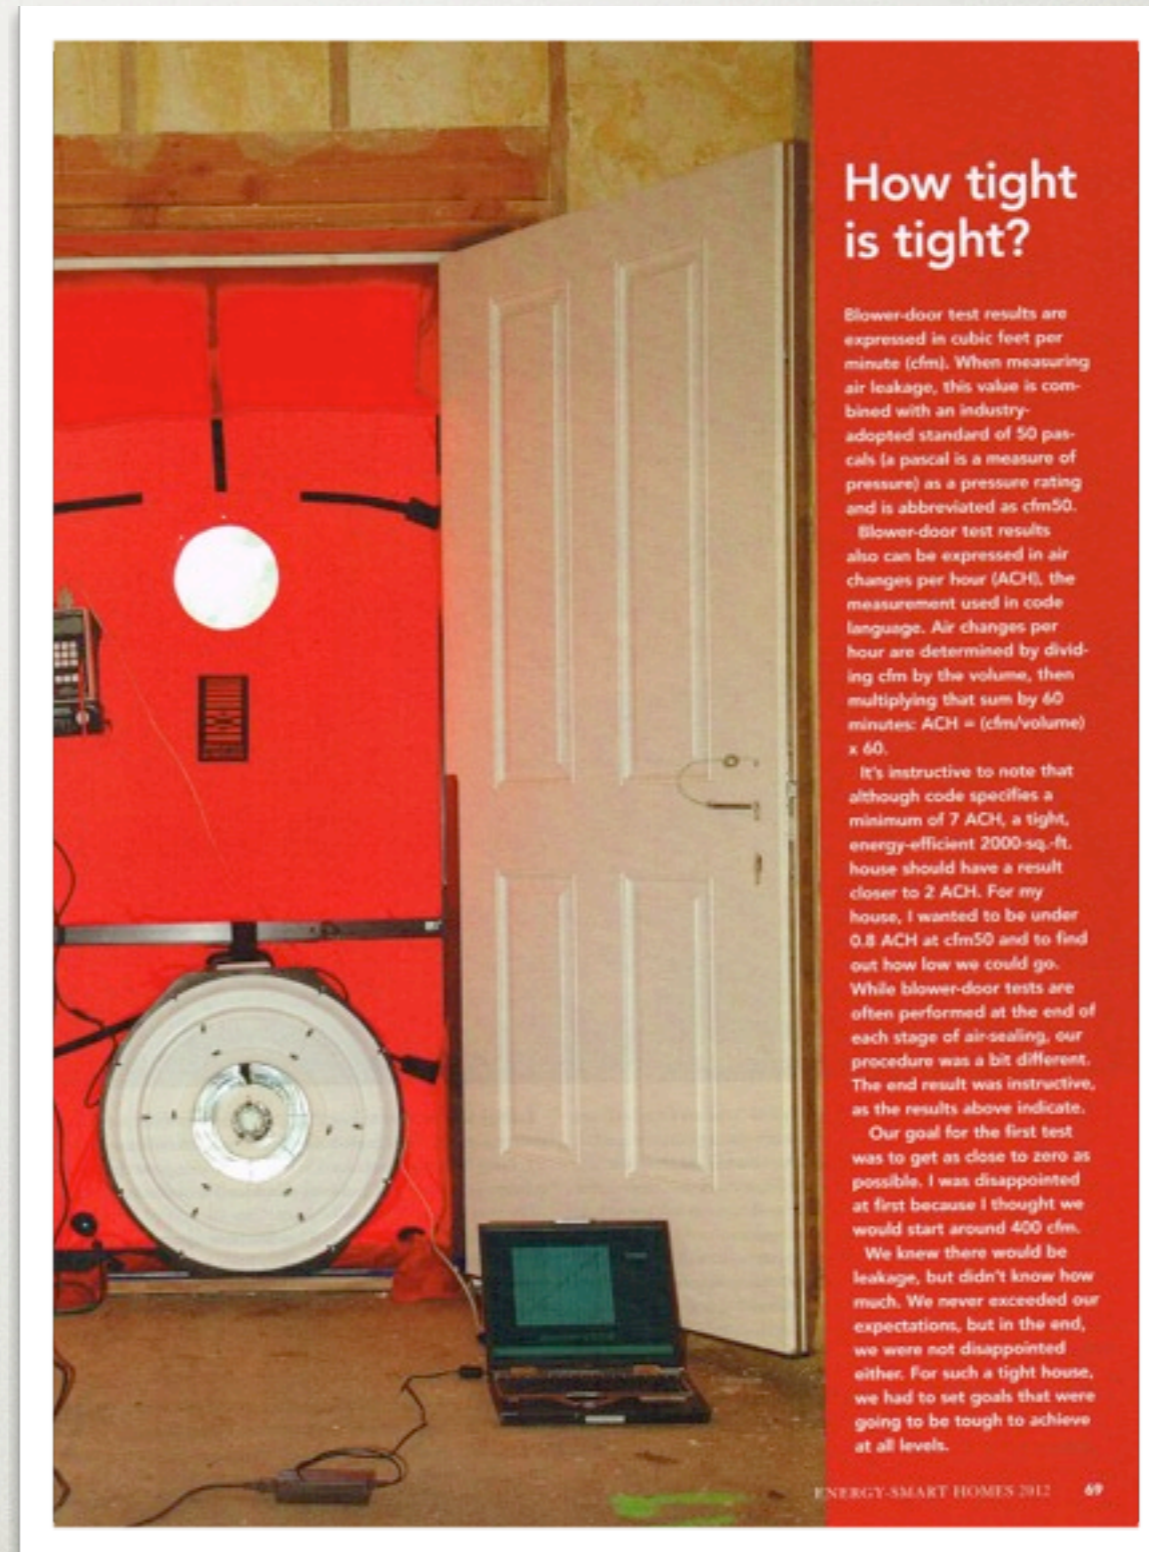 How tight
is tight?
Blower-door test results are
expressed in cubic feet per
minute (cfm). When measuring
air leakage, this value is com-
bined with an industry-
adopted standard of 50 pas-
cals (a pascal is a measure of
pressure) as a pressure rating
and is abbreviated as cfm50.
Blower-door test results
also can be expressed in air
changes per hour (ACH), the
measurement used in code
language. Air changes per
hour are determined by divid-
ing cfm by the volume, then
multiplying that sum by 60
minutes: ACH = (cfm/volume)
x 60.
It's instructive to note that
although code specifies a
minimum of 7 ACH, a tight,
energy-efficient 2000-sq.-ft.
house should have a result
closer to 2 ACH. For my
house, I wanted to be under
0.8 ACH at cfm50 and to find
out how low we could go.
While blower-door tests are
often performed at the end of
each stage of air-sealing, our
procedure was a bit different.
The end result was instructive,
as the results above indicate.
Our goal for the first test
was to get as close to zero as
possible. I was disappointed
at first because I thought we
would start around 400 cfm.
We knew there would be
leakage, but didn't know how
much. We never exceeded our
expectations, but in the end,
we were not disappointed
either. For such a tight house,
we had to set goals that were
going to be tough to achieve
at all levels.
ENERGY-SMART HOMES 2012 69